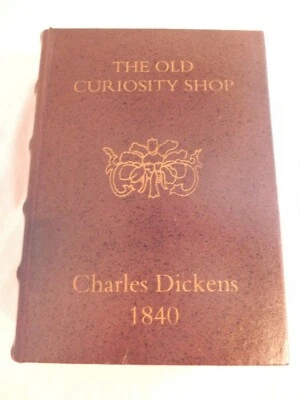 THE OLD
CURIOSITY SHOP
Charles Dickens
1840